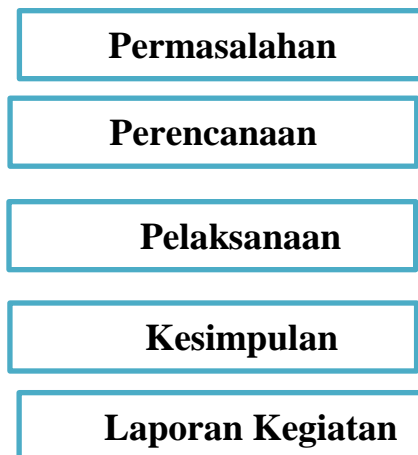 Permasalahan
Perencanaan
Pelaksanaan
Kesimpulan
Laporan Kegiatan